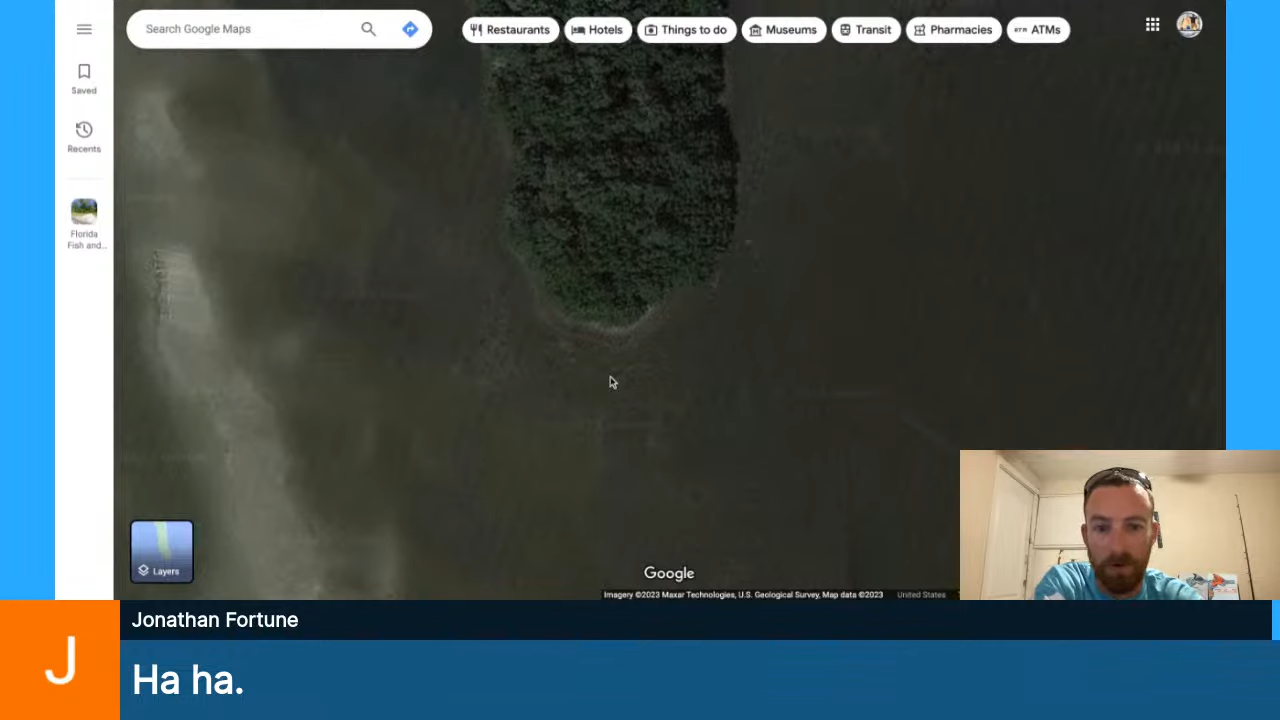 Search Google Maps
Restaurants
Hotels
Things to do
Museums
Transit
Pharmacies
ATM ATMs
Saved
Recents
Florida
Fish and...
Layers
Google
Imagery ©2023 Maxar Technologies, U.S. Geological Survey, Map data ©2023 United States
J
Jonathan Fortune
Ha ha.